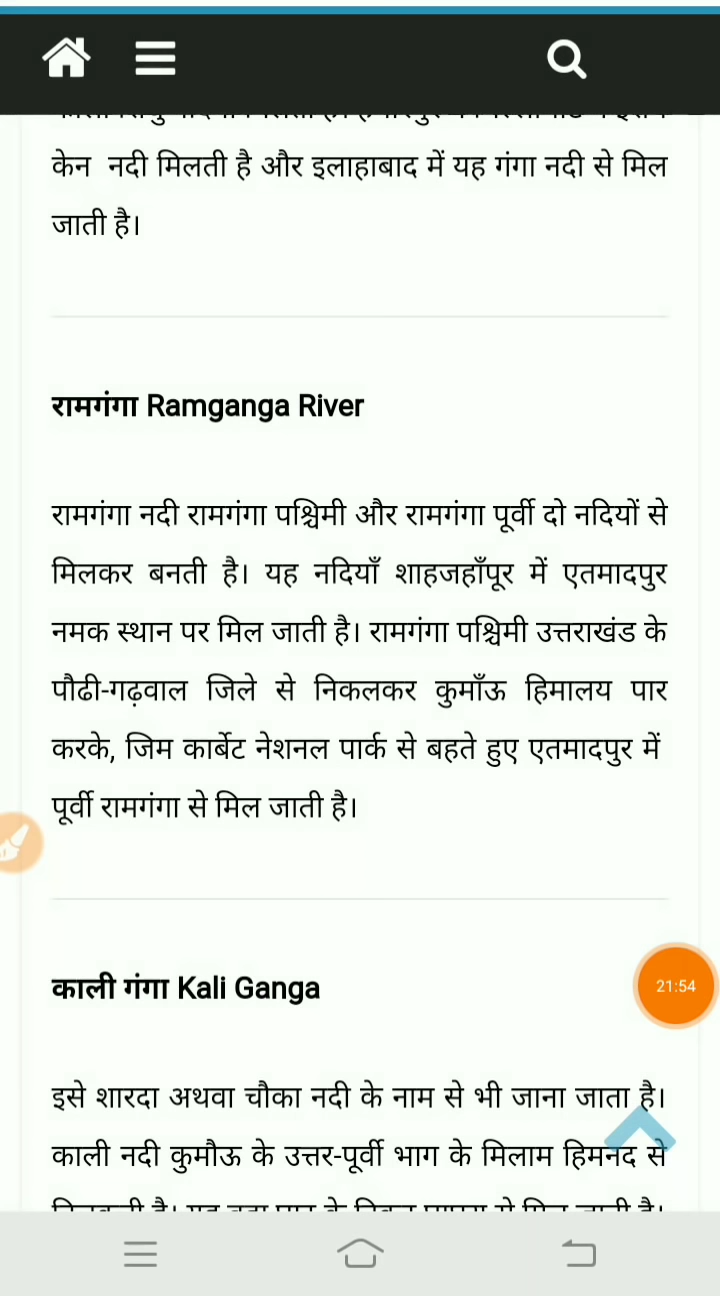 केन नदी मिलती है और इलाहाबाद में यह गंगा नदी से मिल
जाती है।
रामगंगा Ramganga River
रामगंगा नदी रामगंगा पश्चिमी और रामगंगा पूर्वी दो नदियों से
मिलकर बनती है। यह नदियाँ शाहजहाँपूर में एतमादपुर
नमक स्थान पर मिल जाती है। रामगंगा पश्चिमी उत्तराखंड के
पौढी-गढ़वाल जिले से निकलकर कुमाँऊ हिमालय पार
करके, जिम कार्बेट नेशनल पार्क से बहते हुए एतमादपुर में
पूर्वी रामगंगा से मिल जाती है।
काली गंगा Kali Ganga
21:54
इसे शारदा अथवा चौका नदी के नाम से भी जाना जाता है।
काली नदी कुमौऊ के उत्तर-पूर्वी भाग के मिलाम हिमनद से